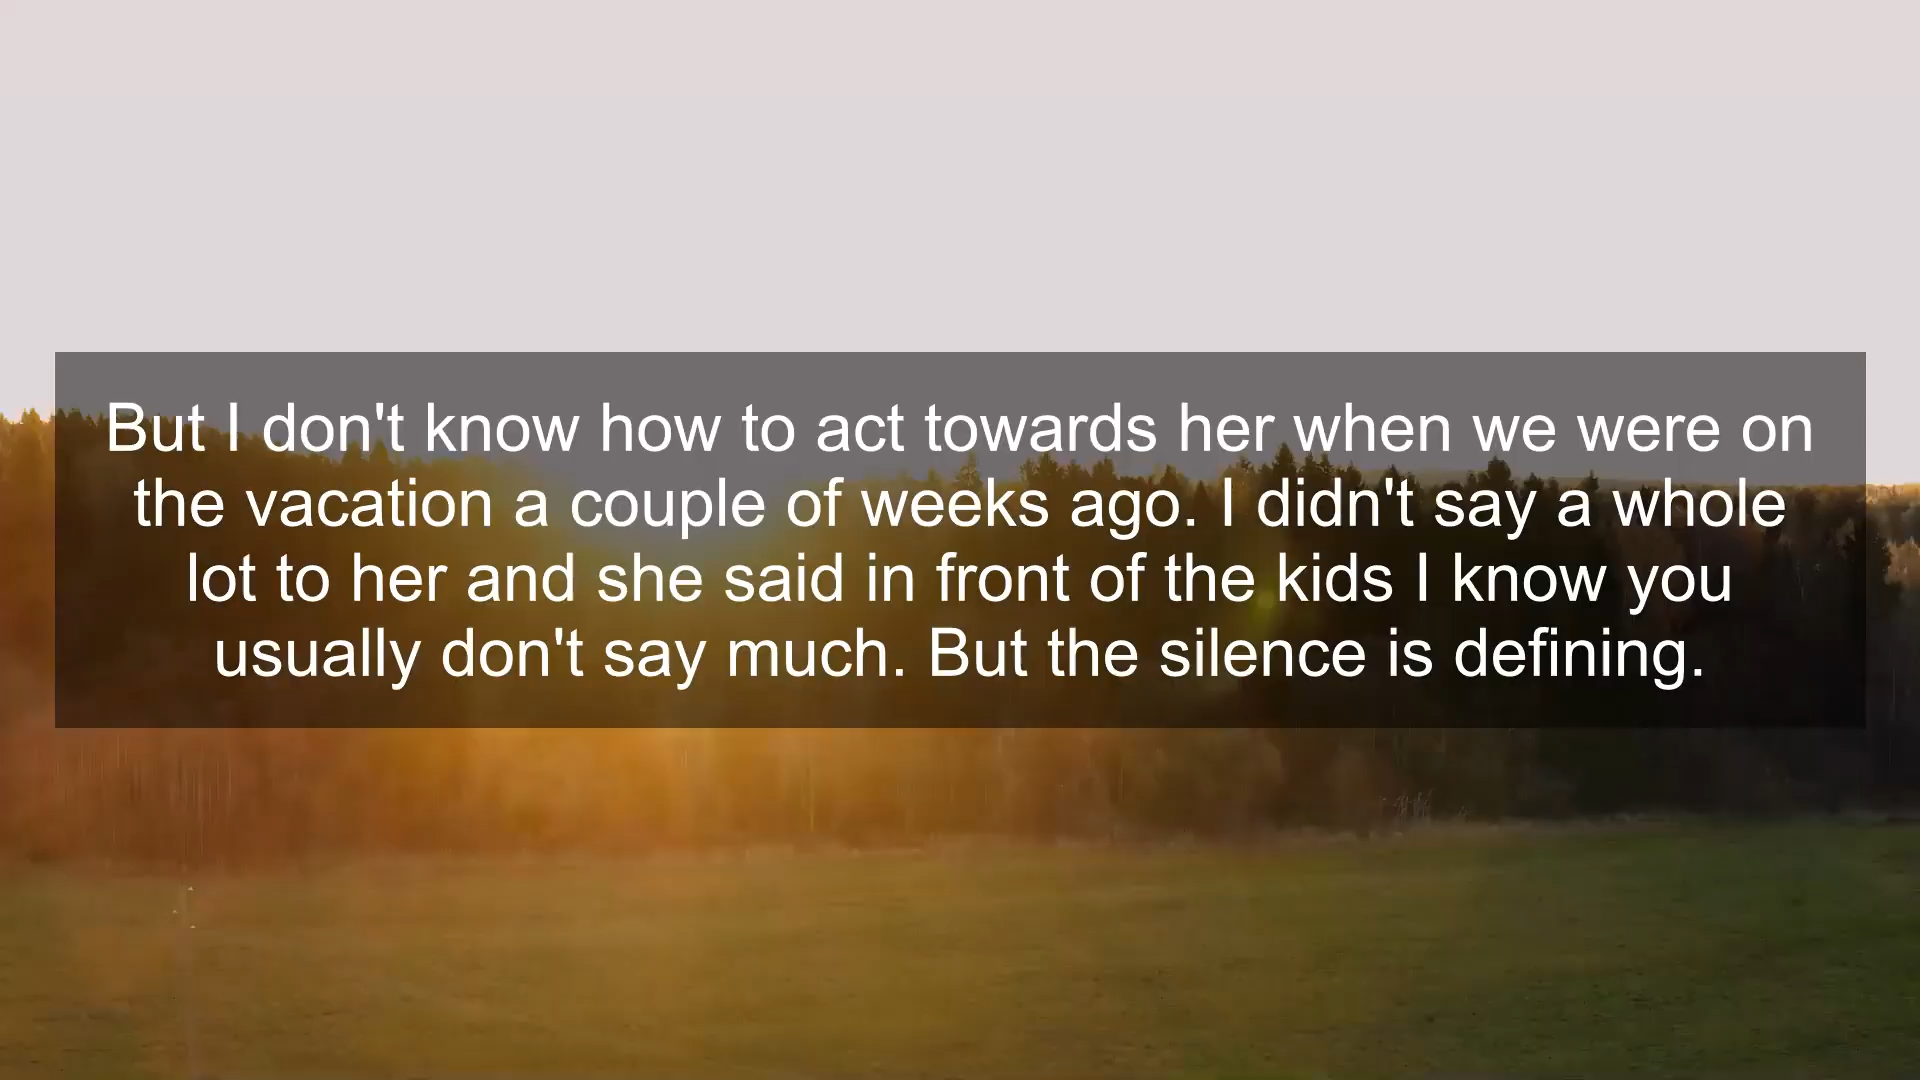 But I don't know how to act towards her when we were on
the vacation a couple of weeks ago. I didn't say a whole
lot to her and she said in front of the kids I know you
usually don't say much. But the silence is defining.